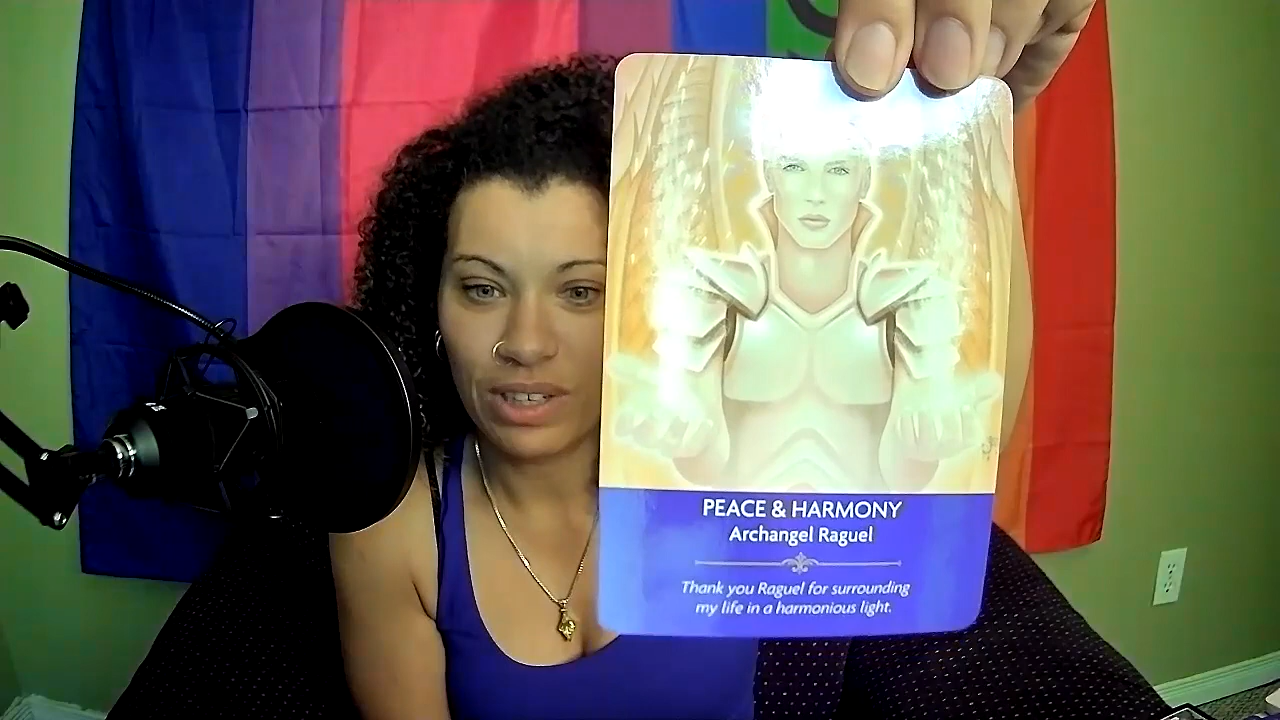 PEACE & HARMONY
Archangel Raguel
Thank you Raguel for surrounding
my life in a harmonious light.